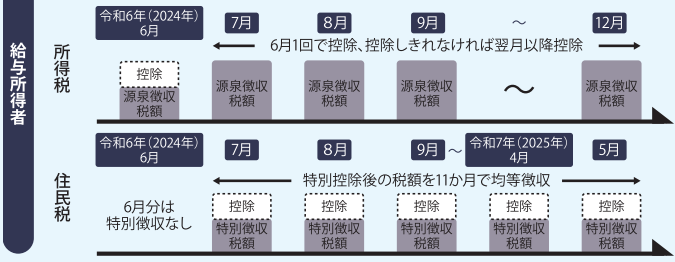 給与所得者
所得税
令和6年(2024年)
6月
7月
8月
9月
～
12月
6月1回で控除、控除しきれなければ翌月以降控除
控除
源泉徴収
税額
源泉徴収
税額
源泉徴収
税額
源泉徴収
税額
～
源泉徴収
税額
住民税
令和6年(2024年)
6月
7月
8月
9月
～
令和7年(2025年)
4月
5月
特別控除後の税額を11か月で均等徴収
6月分は
特別徴収なし
控除
特別徴収
税額
控除
特別徴収
税額
控除
特別徴収
税額
控除
特別徴収
税額
控除
特別徴収
税額